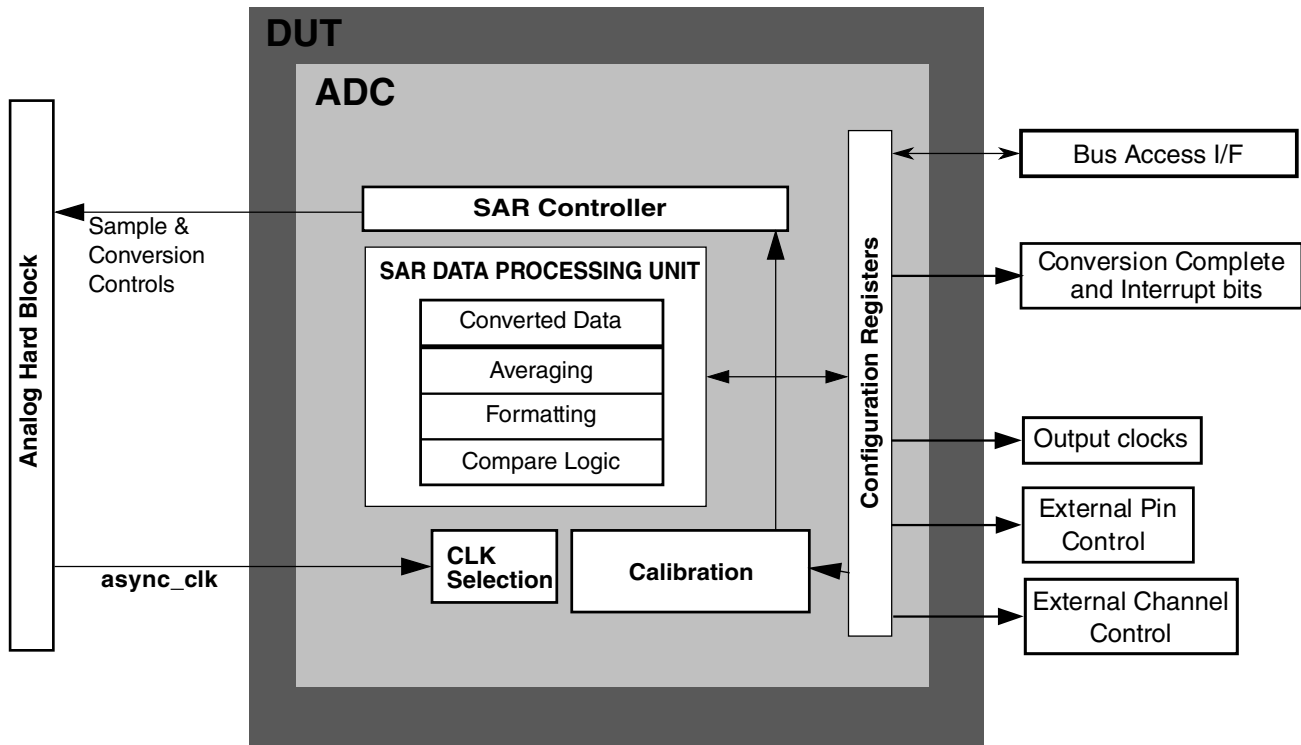 DUT
ADC
Analog Hard Block
Sample &
Conversion
Controls
async_clk
SAR Controller
SAR DATA PROCESSING UNIT
Converted Data
Averaging
Formatting
Compare Logic
CLK
Selection
Calibration
Configuration Registers
Bus Access I/F
Conversion Complete
and Interrupt bits
Output clocks
External Pin
Control
External Channel
Control